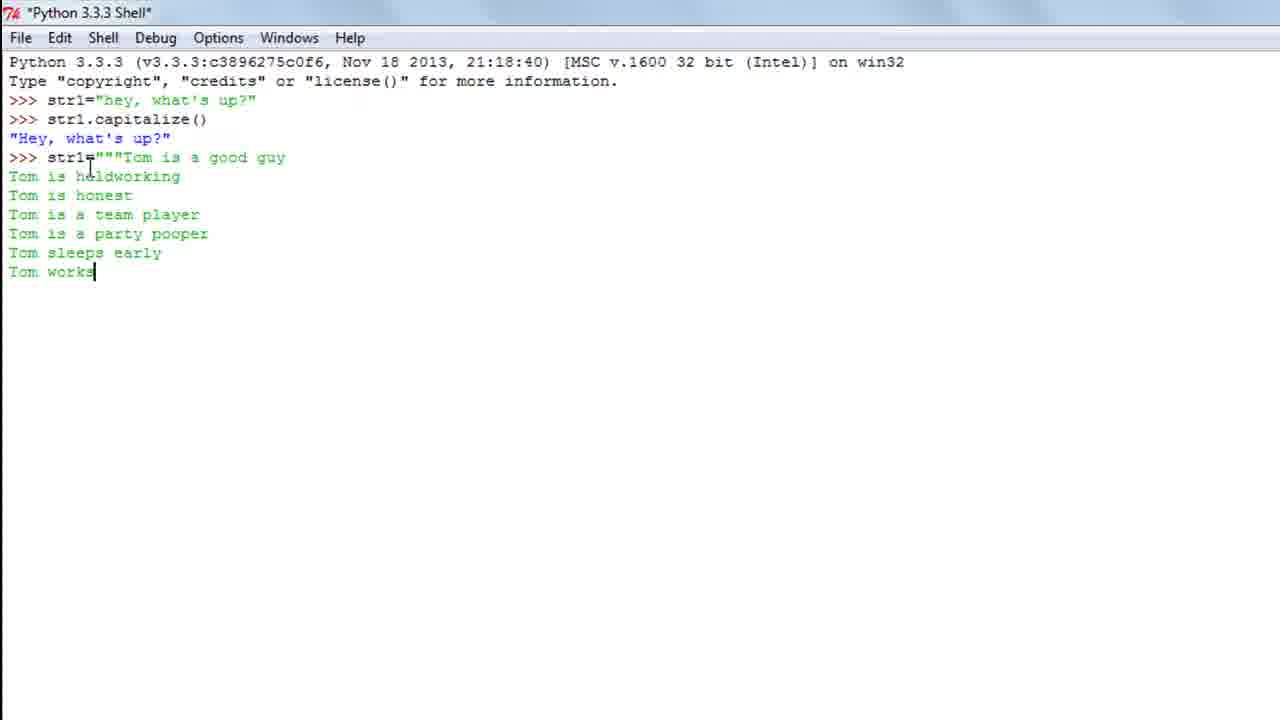 *Python 3.3.3 Shell*
File Edit Shell Debug Options Windows Help
Python 3.3.3 (v3.3.3:c3896275c0f6, Nov 18 2013, 21:18:40) [MSC v.1600 32 bit (Intel)] on win32
Type "copyright", "credits" or "license()" for more information.
>>> str1="hey, what's up?"
>>> str1.capitalize()
"Hey, what's up?"
>>> str1="""Tom is a good guy
Tom is haldworking
Tom is honest
Tom is a team player
Tom is a party pooper
Tom sleeps early
Tom works